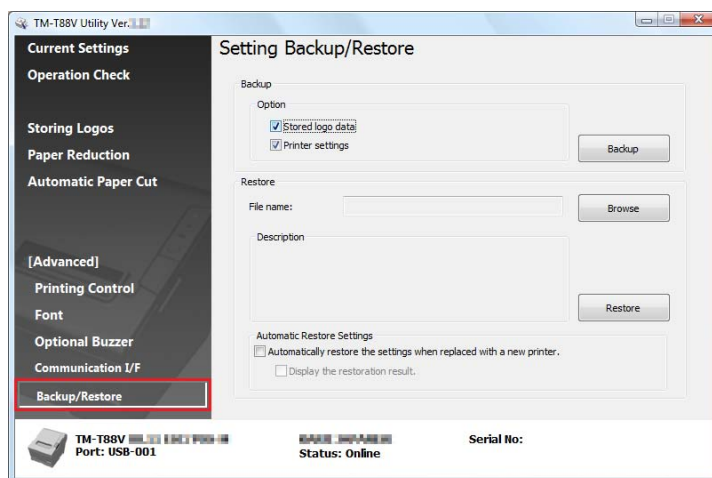 TM-T88V Utility Ver.
Current Settings
Operation Check
Storing Logos
Paper Reduction
Automatic Paper Cut
[Advanced]
Printing Control
Font
Optional Buzzer
Communication I/F
Backup/Restore
Setting Backup/Restore
Backup
Option
Stored logo data
Printer settings
Backup
Restore
File name:
Browse
Description
Restore
Automatic Restore Settings
Automatically restore the settings when replaced with a new printer.
Display the restoration result.
TM-T88V
Port: USB-001
Status: Online
Serial No: